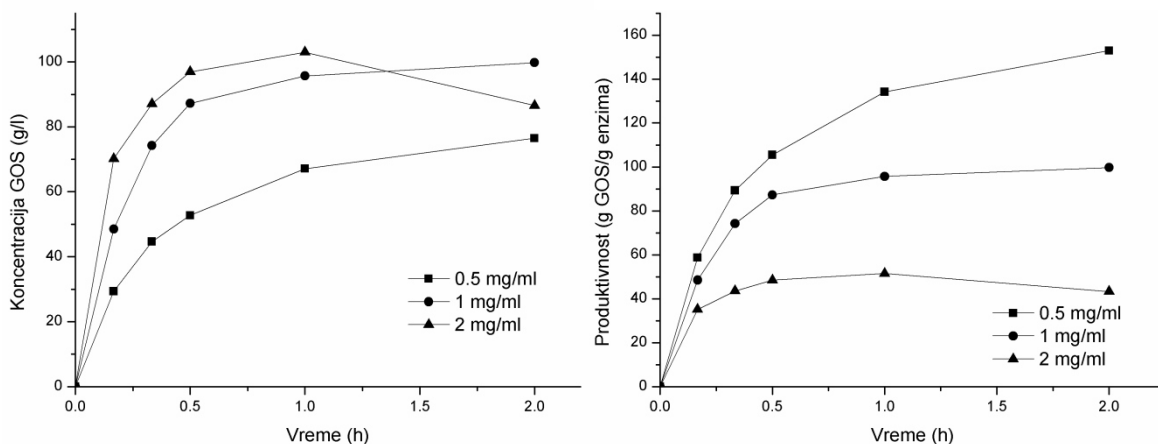 Koncentracija GOS (g/l)
100
80
60
40
20
0
0.5 mg/ml
1 mg/ml
2 mg/ml
0.0
0.5
1.0
1.5
2.0
Vreme (h)
Produktivnost (g GOS/g enzima)
160
140
120
100
80
60
40
20
0
0.5 mg/ml
1 mg/ml
2 mg/ml
0.0
0.5
1.0
1.5
2.0
Vreme (h)